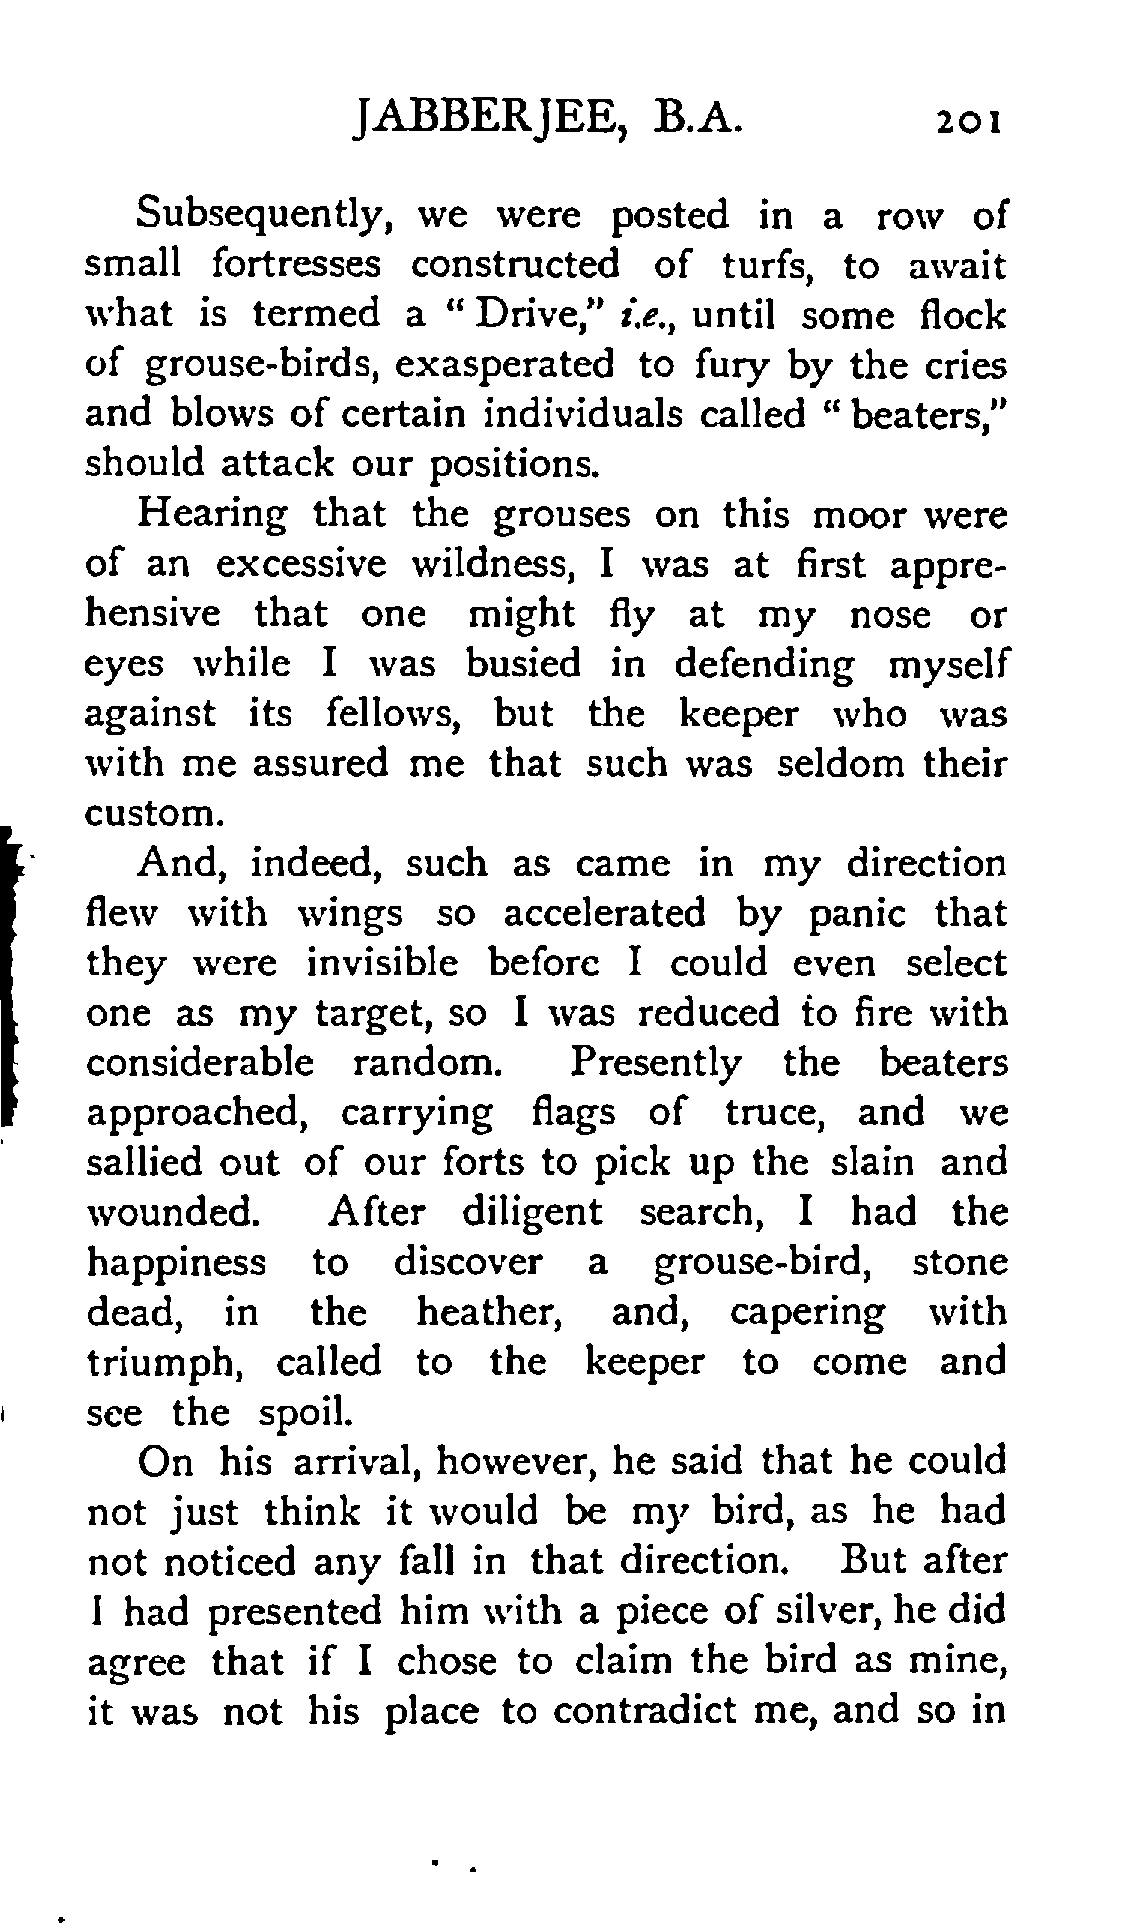 JABBERJEE, B.A. 201
Subsequently, we were posted in a row of
small fortresses constructed of turfs, to await
what is termed a “ Drive,” i.e., until some flock
of grouse-birds, exasperated to fury by the cries
and blows of certain individuals called “ beaters,”
should attack our positions.
Hearing that the grouses on this moor were
of an excessive wildness, I was at first appre-
hensive that one might fly at my nose or
eyes while I was busied in defending myself
against its fellows, but the keeper who was
with me assured me that such was seldom their
custom.
And, indeed, such as came in my direction
flew with wings so accelerated by panic that
they were invisible before I could even select
one as my target, so I was reduced to fire with
considerable random. Presently the beaters
approached, carrying flags of truce, and we
sallied out of our forts to pick up the slain and
wounded. After diligent search, I had the
happiness to discover a grouse-bird, stone
dead, in the heather, and, capering with
triumph, called to the keeper to come and
see the spoil.
On his arrival, however, he said that he could
not just think it would be my bird, as he had
not noticed any fall in that direction. But after
I had presented him with a piece of silver, he did
agree that if I chose to claim the bird as mine,
it was not his place to contradict me, and so in